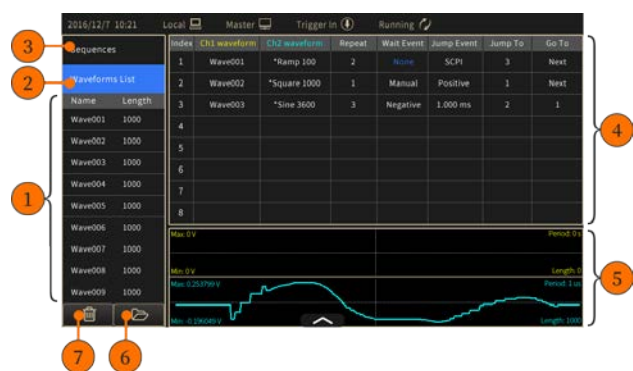 2016/12/7 10:21 Local Master Trigger In Running
3 Sequences
2 Waveforms List
Name Length
Wave001 1000
Wave002 1000
Wave003 1000
Wave004 1000
Wave005 1000
Wave006 1000
Wave007 1000
Wave008 1000
Wave009 1000
1
Index Ch1 waveform Ch2 waveform Repeat Wait Event Jump Event Jump To Go To
1 Wave001 *Ramp 100 2 None SCPI 3 Next
2 Wave002 *Square 1000 1 Manual Positive 1 Next
3 Wave003 *Sine 3600 3 Negative 1.000 ms 2 1
4
5
6
7
8
4
Max: 0 V Period: 0 s
Min: 0 V Length: 0
Max: 0.253799 V Period: 1 us
Min: -0.196049 V Length: 1000
5
7 6